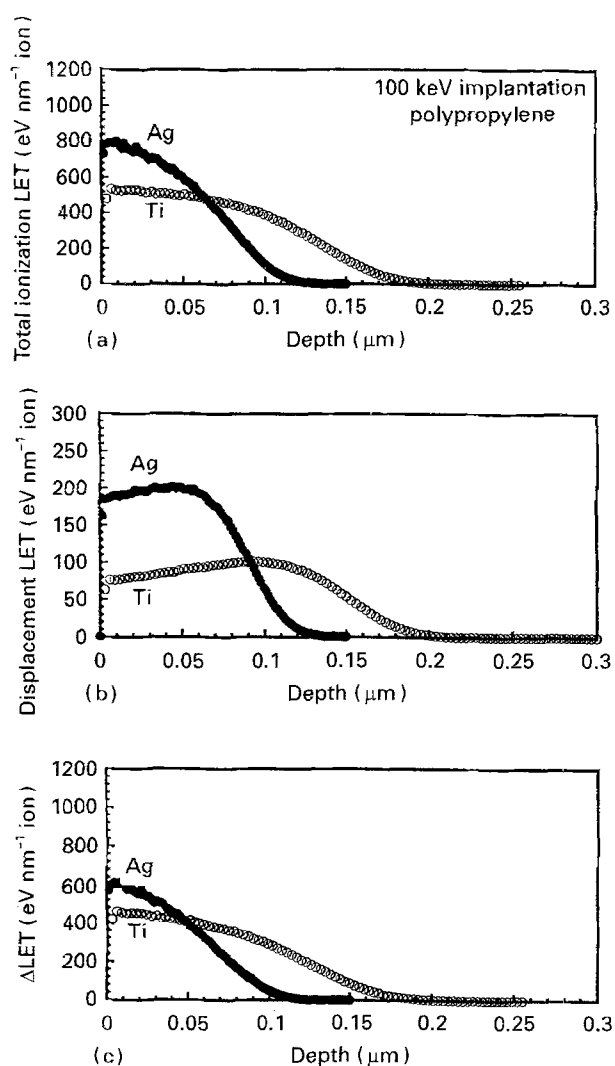 Total ionization LET (eV nm⁻¹ ion)
1200
1000
800
600
400
200
0
100 keV implantation
polypropylene
Ag
Ti
0 0.05 0.1 0.15 0.2 0.25 0.3
(a) Depth (μm)
Displacement LET (eV nm⁻¹ ion)
300
250
200
150
100
50
0
Ag
Ti
0 0.05 0.1 0.15 0.2 0.25 0.3
(b) Depth (μm)
ΔLET (eV nm⁻¹ ion)
1200
1000
800
600
400
200
0
Ag
Ti
0 0.05 0.1 0.15 0.2 0.25 0.3
(c) Depth (μm)